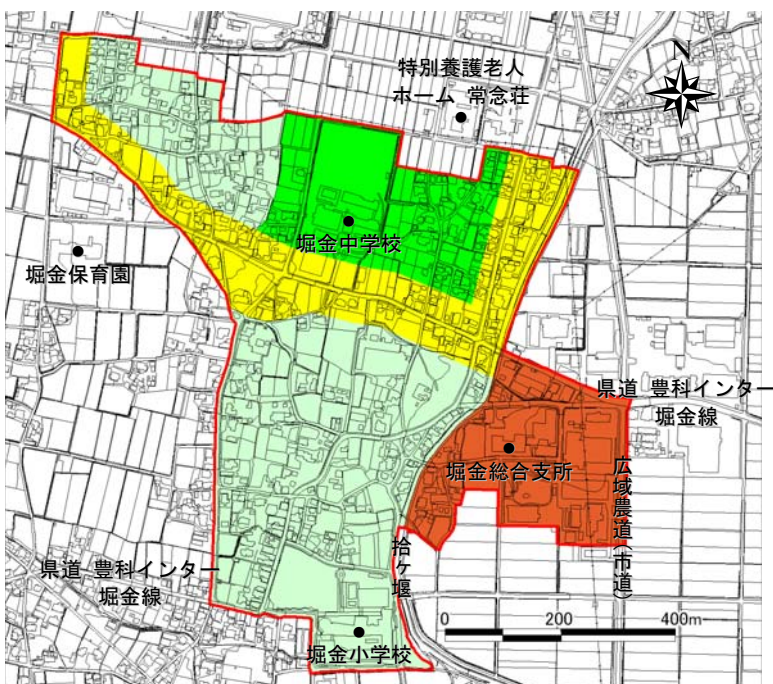 特別養護老人
ホーム 常念荘
N
堀金中学校
堀金保育園
県道 豊科インター
堀金線
堀金総合支所
広域農道(市道)
拾ヶ堰
県道 豊科インター
堀金線
0 200 400m
堀金小学校